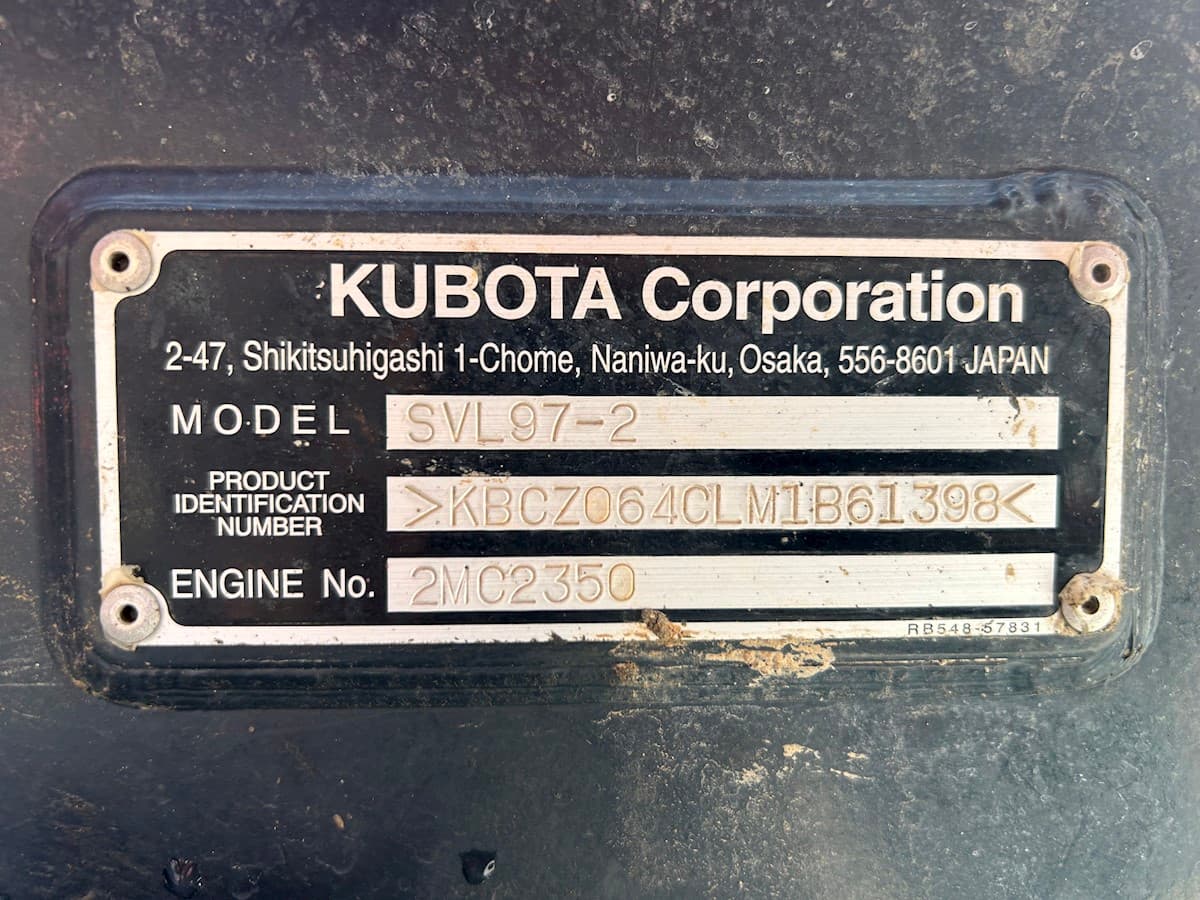 KUBOTA Corporation
2-47, Shikitsuhigashi 1-Chome, Naniwa-ku, Osaka, 556-8601 JAPAN
MODEL SVL97-2
PRODUCT
IDENTIFICATION
NUMBER
>KBCZ064CLM1B61398<
ENGINE No. 2MC2350
RB548-57831